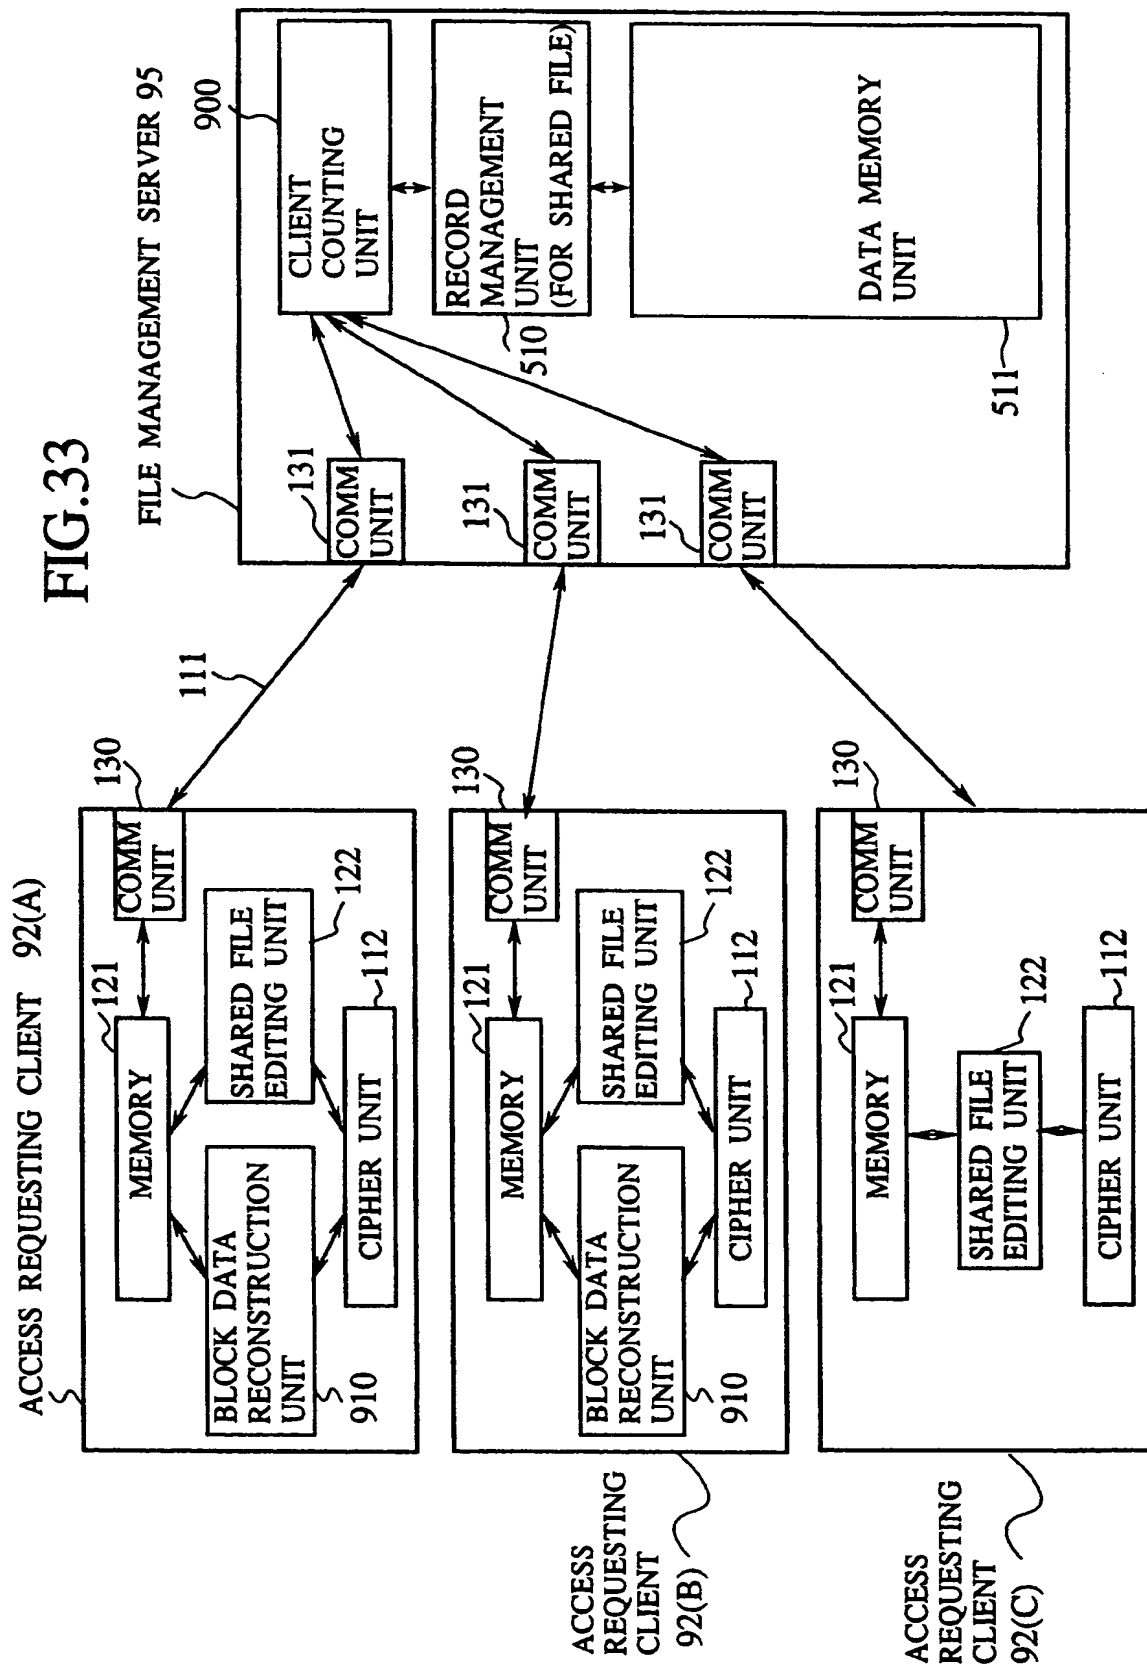 FIG.33
ACCESS REQUESTING CLIENT 92(A)
121
MEMORY
130
COMM
UNIT
BLOCK DATA
RECONSTRUCTION
UNIT
910
SHARED FILE
EDITING UNIT
122
CIPHER UNIT
112
111
ACCESS
REQUESTING
CLIENT
92(B)
121
MEMORY
130
COMM
UNIT
BLOCK DATA
RECONSTRUCTION
UNIT
910
SHARED FILE
EDITING UNIT
122
CIPHER UNIT
112
ACCESS
REQUESTING
CLIENT
92(C)
121
MEMORY
130
COMM
UNIT
SHARED FILE
EDITING UNIT
122
CIPHER UNIT
112
FILE MANAGEMENT SERVER 95
131
COMM
UNIT
131
COMM
UNIT
131
COMM
UNIT
900
CLIENT
COUNTING
UNIT
RECORD
MANAGEMENT
UNIT
(FOR SHARED FILE)
510
DATA MEMORY
UNIT
511